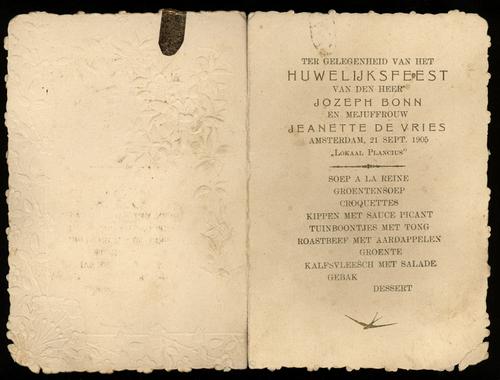 TER GELEGENHEID VAN HET
HUWELIJKSFEEST
VAN DEN HEER
JOZEPH BONN
EN MEJUFFROUW
JEANETTE DE VRIES
AMSTERDAM, 21 SEPT. 1905
„Lokaal Plancius"
SOEP A LA REINE
GROENTENSOEP
CROQUETTES
KIPPEN MET SAUCE PICANT
TUINBOONTJES MET TONG
ROASTBEEF MET AARDAPPELEN
GROENTE
KALFSVLEESCH MET SALADE
GEBAK
DESSERT